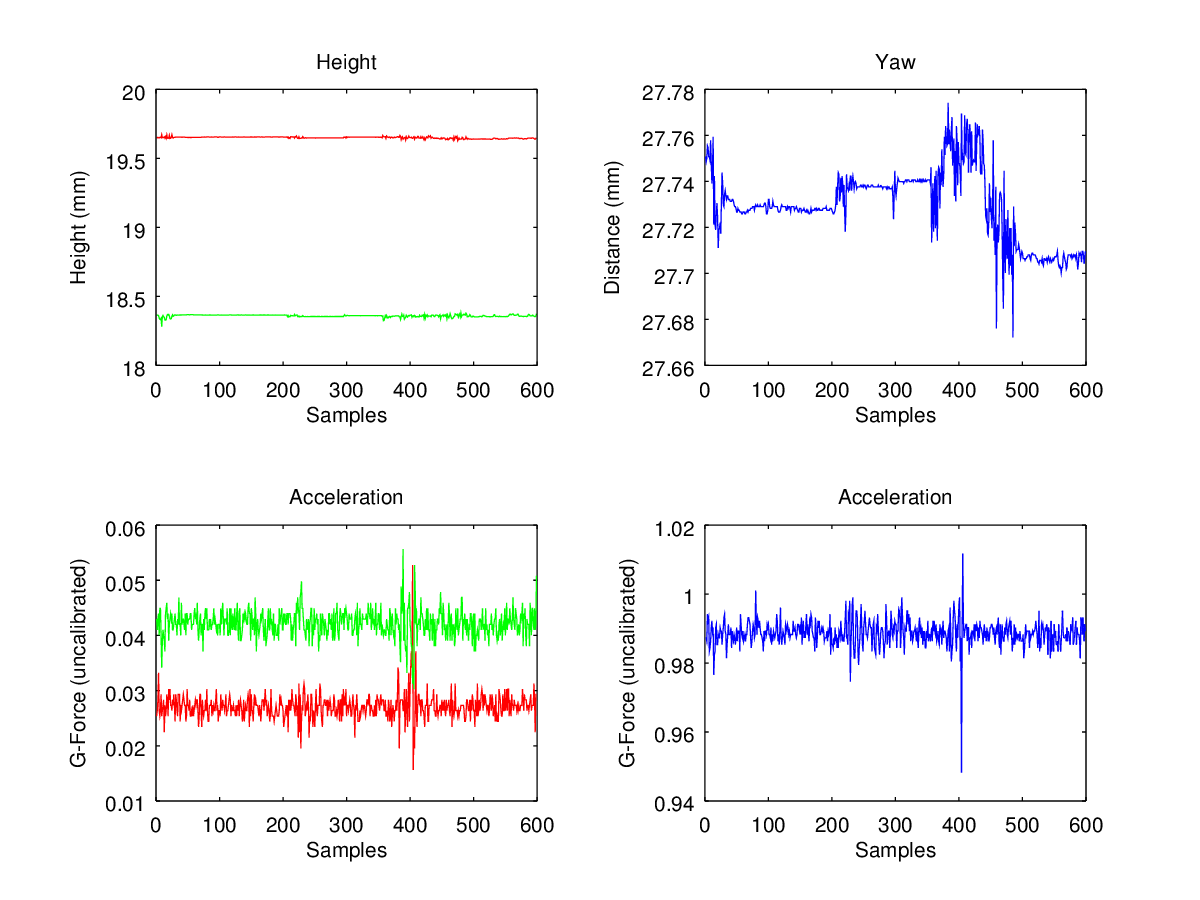 Height
20
19.5
19
18.5
18
Height (mm)
0 100 200 300 400 500 600
Samples
Yaw
27.78
27.76
27.74
27.72
27.7
27.68
27.66
Distance (mm)
0 100 200 300 400 500 600
Samples
Acceleration
0.06
0.05
0.04
0.03
0.02
0.01
G-Force (uncalibrated)
0 100 200 300 400 500 600
Samples
Acceleration
1.02
1
0.98
0.96
0.94
G-Force (uncalibrated)
0 100 200 300 400 500 600
Samples